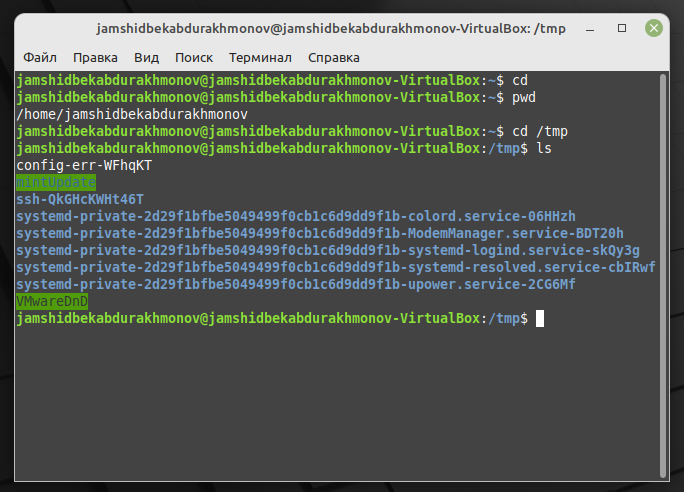 jamshidbekabdurakhmonov@jamshidbekabdurakhmonov-VirtualBox: /tmp
Файл Правка Вид Поиск Терминал Справка
jamshidbekabdurakhmonov@jamshidbekabdurakhmonov-VirtualBox:~$ cd
jamshidbekabdurakhmonov@jamshidbekabdurakhmonov-VirtualBox:~$ pwd
/home/jamshidbekabdurakhmonov
jamshidbekabdurakhmonov@jamshidbekabdurakhmonov-VirtualBox:~$ cd /tmp
jamshidbekabdurakhmonov@jamshidbekabdurakhmonov-VirtualBox:/tmp$ ls
config-err-WFhqKT
mintUpdate
ssh-QkGHcKWHt46T
systemd-private-2d29f1bfbe5049499f0cb1c6d9dd9f1b-colord.service-06HHzh
systemd-private-2d29f1bfbe5049499f0cb1c6d9dd9f1b-ModemManager.service-BDT20h
systemd-private-2d29f1bfbe5049499f0cb1c6d9dd9f1b-systemd-logind.service-skQy3g
systemd-private-2d29f1bfbe5049499f0cb1c6d9dd9f1b-systemd-resolved.service-cbIRwf
systemd-private-2d29f1bfbe5049499f0cb1c6d9dd9f1b-upower.service-2CG6Mf
VMwareDnD
jamshidbekabdurakhmonov@jamshidbekabdurakhmonov-VirtualBox:/tmp$